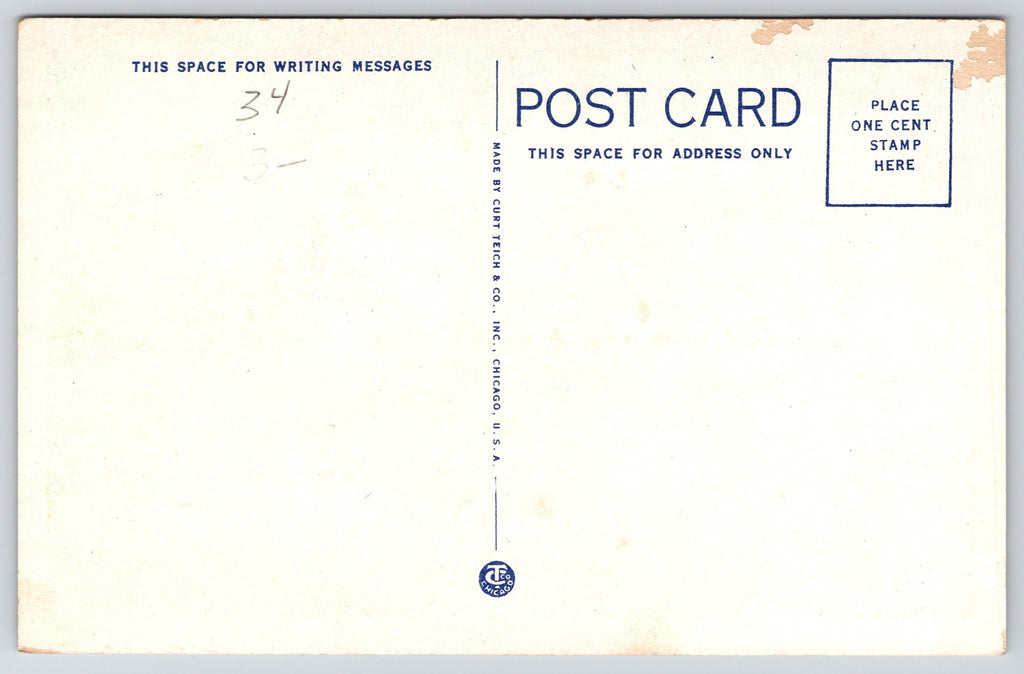 THIS SPACE FOR WRITING MESSAGES
34
3-
MADE BY CURT TEICH & CO., INC., CHICAGO, U.S.A.
CT CO
CHICAGO
POST CARD
THIS SPACE FOR ADDRESS ONLY
PLACE
ONE CENT
STAMP
HERE